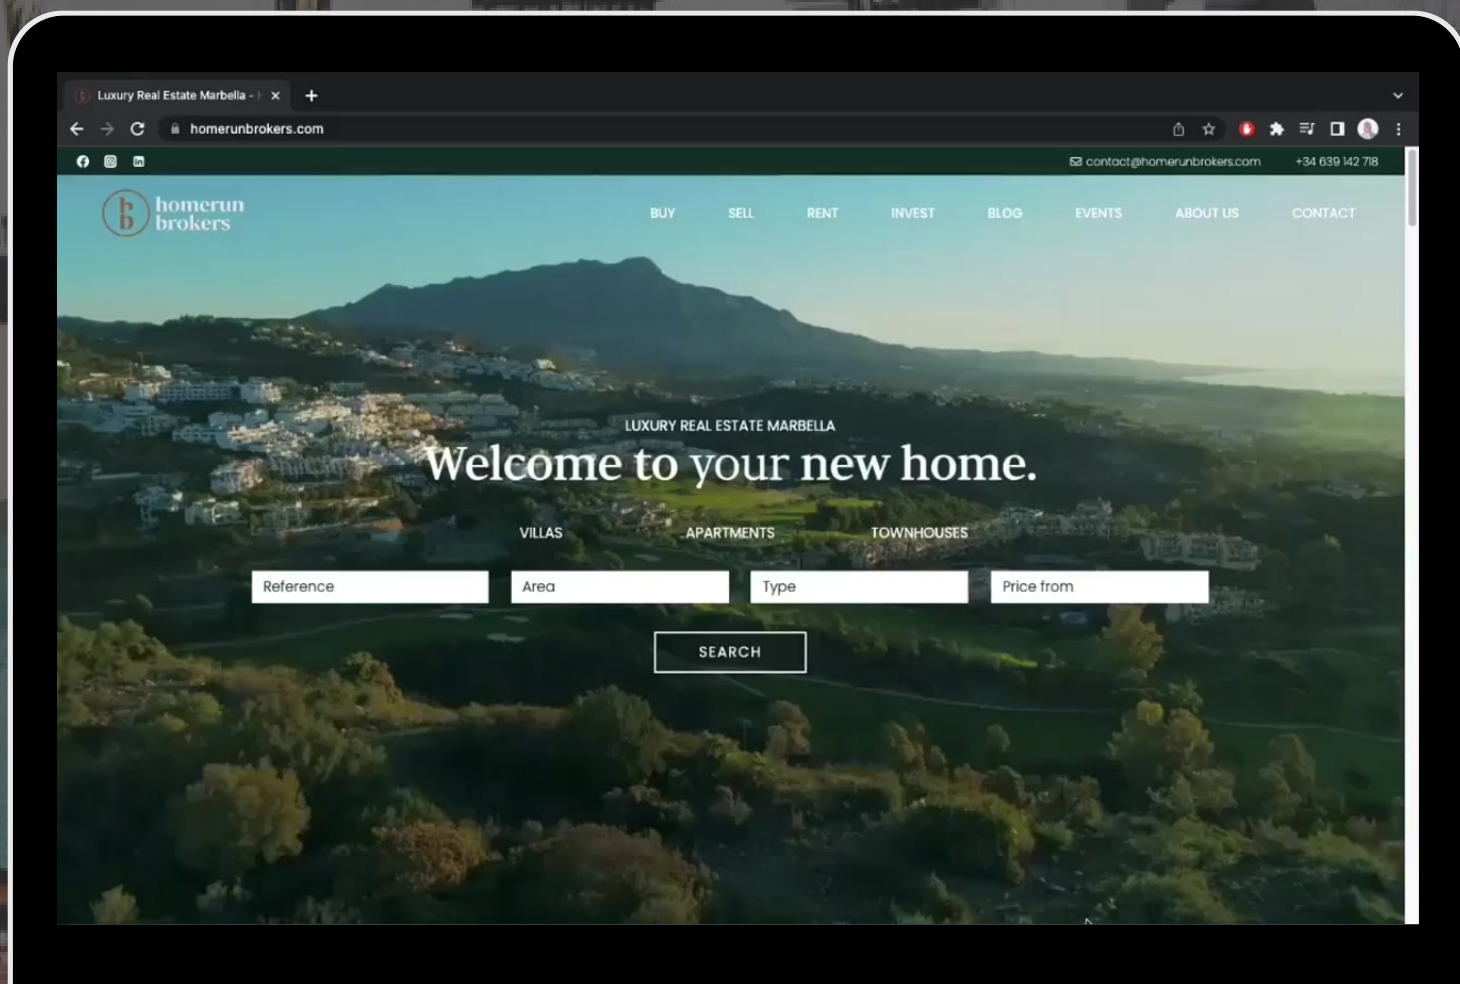 Luxury Real Estate Marbella -
homerunbrokers.com
contact@homerunbrokers.com +34 639 142 718
homerun
brokers
BUY SELL RENT INVEST BLOG EVENTS ABOUT US CONTACT
LUXURY REAL ESTATE MARBELLA
Welcome to your new home.
VILLAS APARTMENTS TOWNHOUSES
Reference Area Type Price from
SEARCH